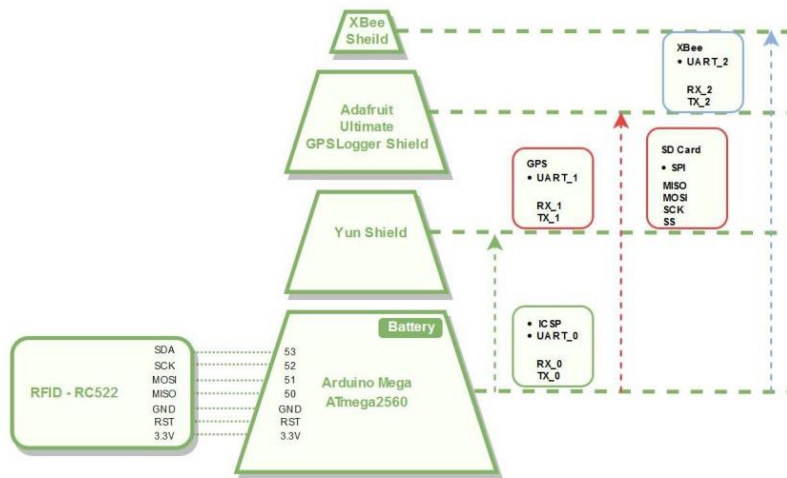 XBee
Sheild
XBee
• UART_2
RX_2
TX_2
Adafruit
Ultimate
GPSLogger Shield
GPS
• UART_1
RX_1
TX_1
SD Card
• SPI
MISO
MOSI
SCK
SS
Yun Shield
• ICSP
• UART_0
RX_0
TX_0
Battery
Arduino Mega
ATmega2560
RFID - RC522
SDA 53
SCK 52
MOSI 51
MISO 50
GND GND
RST RST
3.3V 3.3V